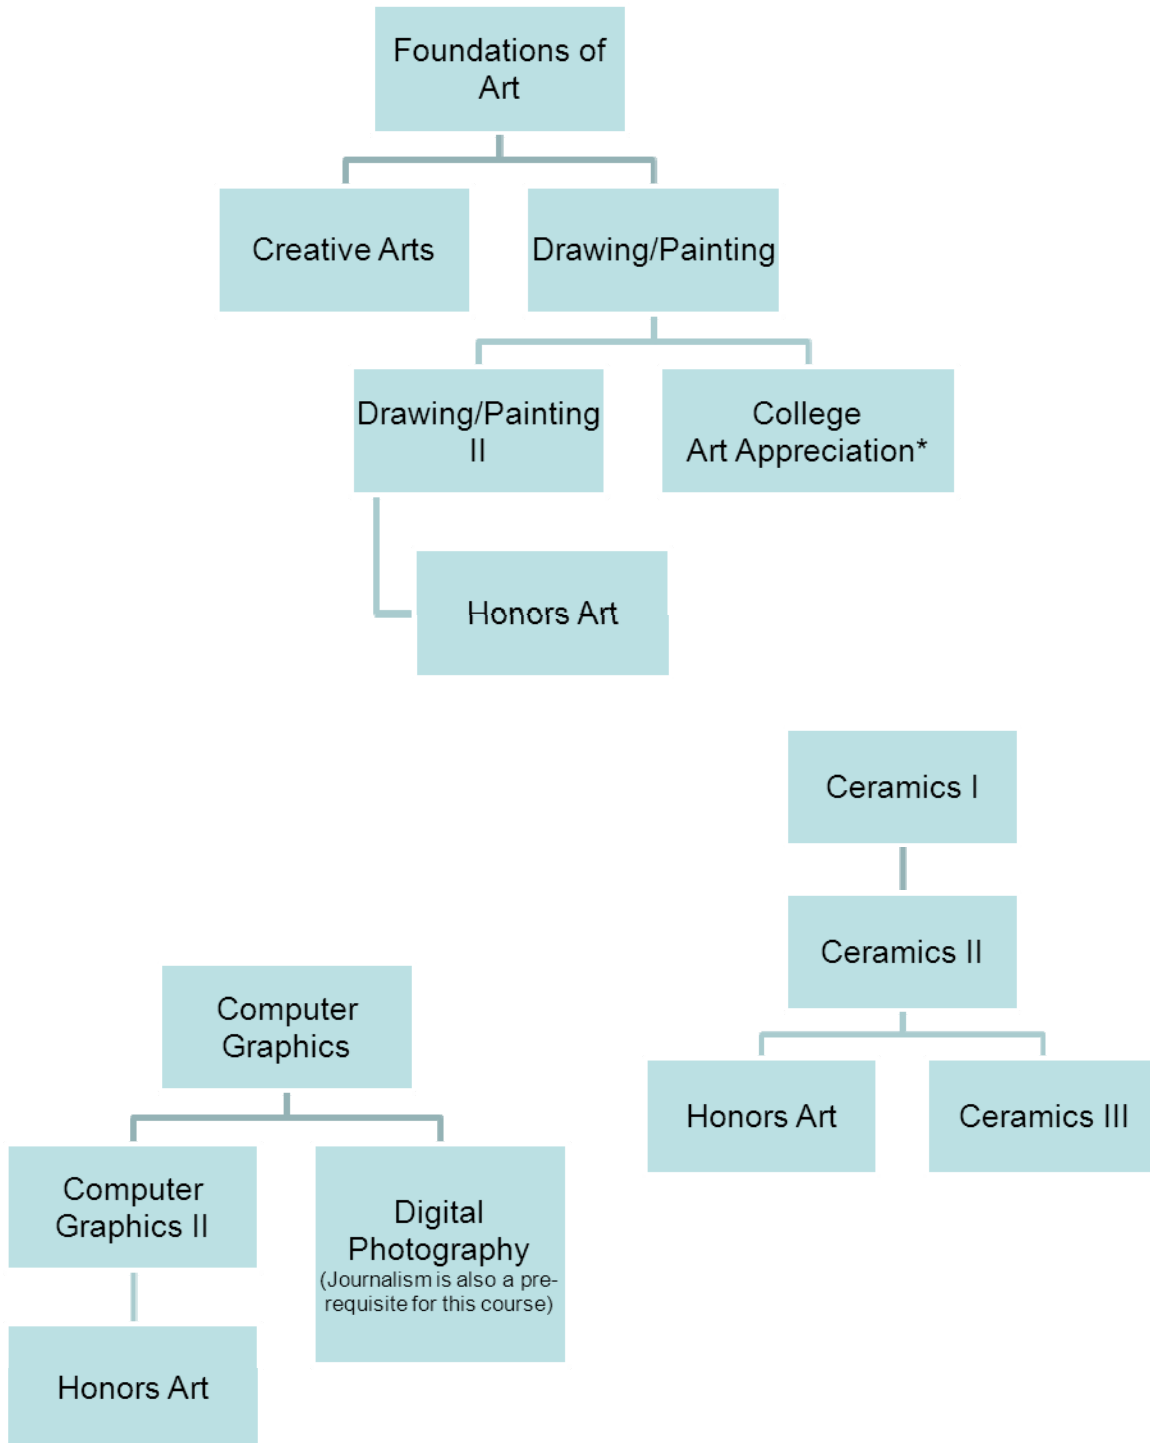 Foundations of
Art
Creative Arts
Drawing/Painting
Drawing/Painting
II
College
Art Appreciation*
Honors Art
Ceramics I
Ceramics II
Honors Art
Ceramics III
Computer
Graphics
Computer
Graphics II
Digital
Photography
(Journalism is also a pre-
requisite for this course)
Honors Art